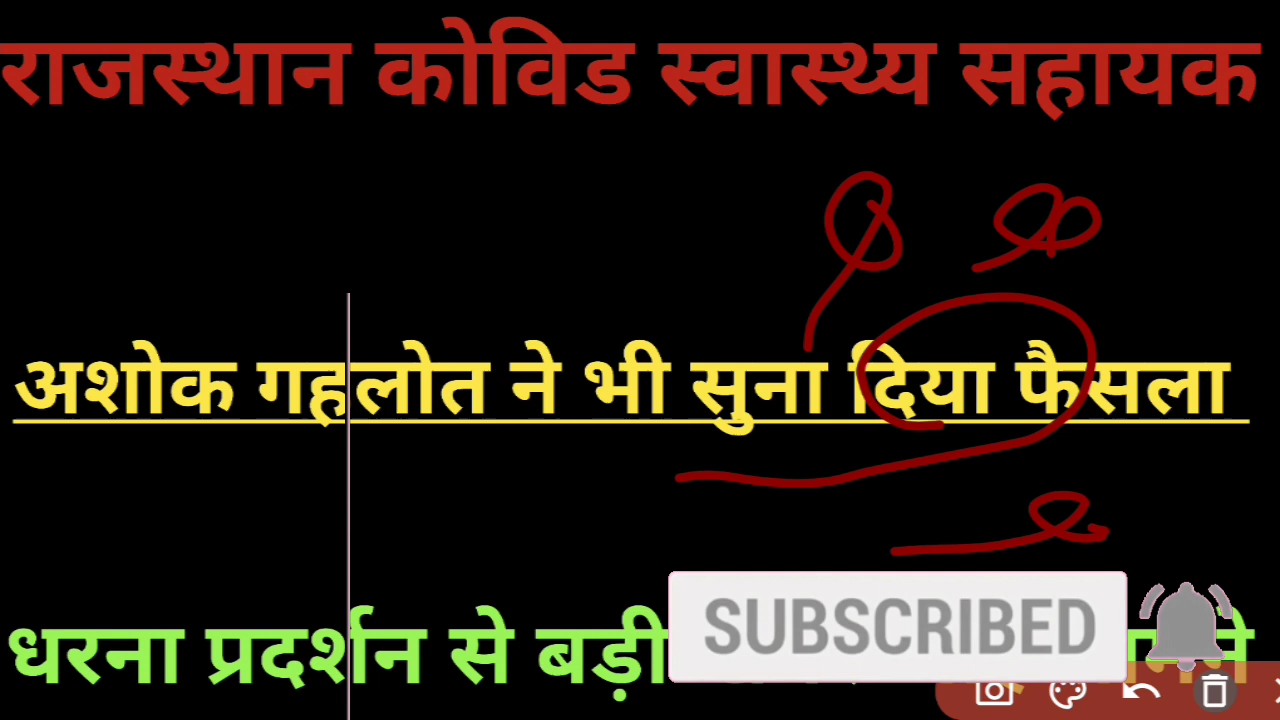 राजस्थान कोविड स्वास्थ्य सहायक
अशोक गहलोत ने भी सुना दिया फैसला
धरना प्रदर्शन से बड़ी
SUBSCRIBED